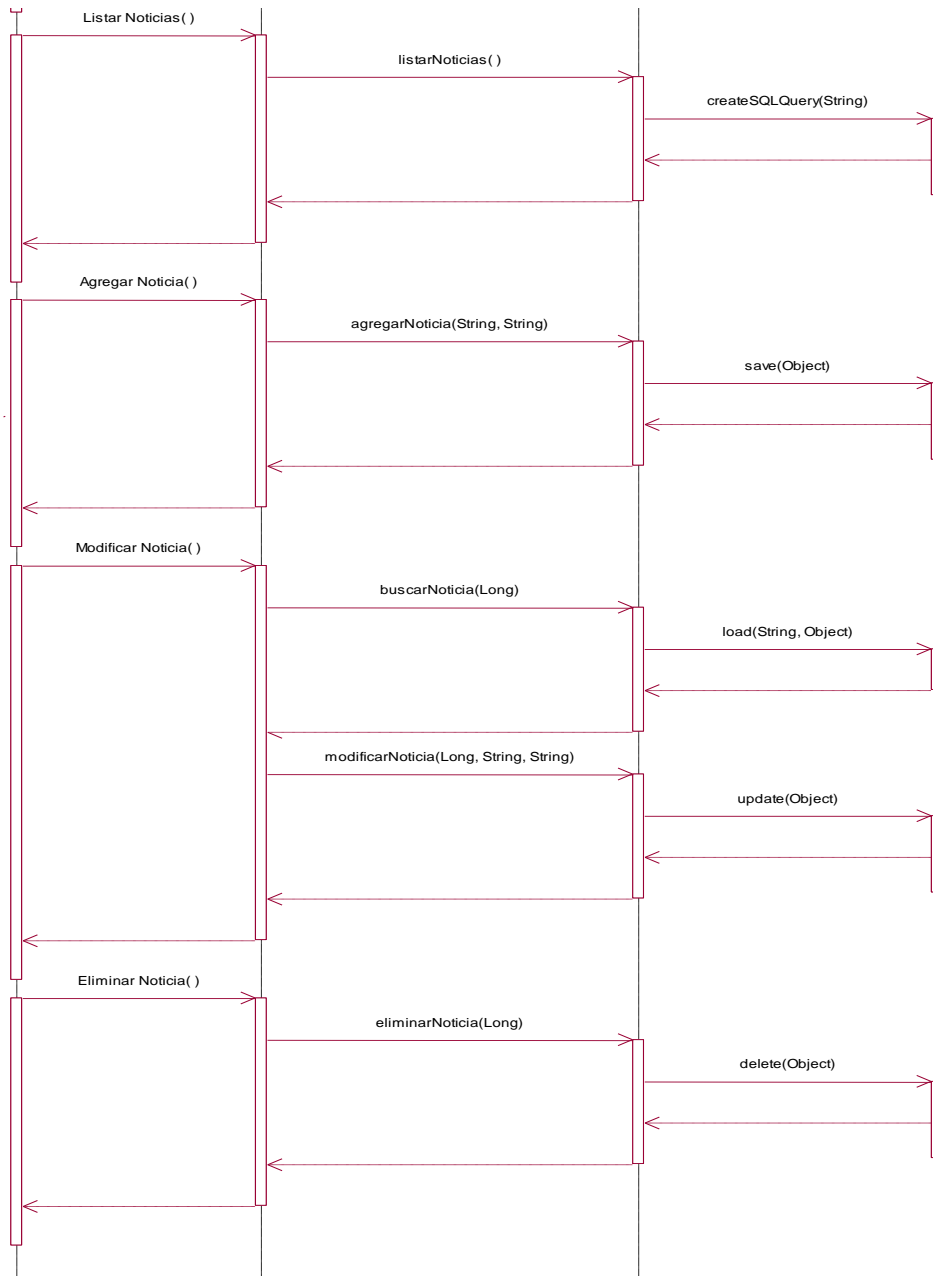 Listar Noticias( )
listarNoticias( )
createSQLQuery(String)
Agregar Noticia( )
agregarNoticia(String, String)
save(Object)
Modificar Noticia( )
buscarNoticia(Long)
load(String, Object)
modificarNoticia(Long, String, String)
update(Object)
Eliminar Noticia( )
eliminarNoticia(Long)
delete(Object)